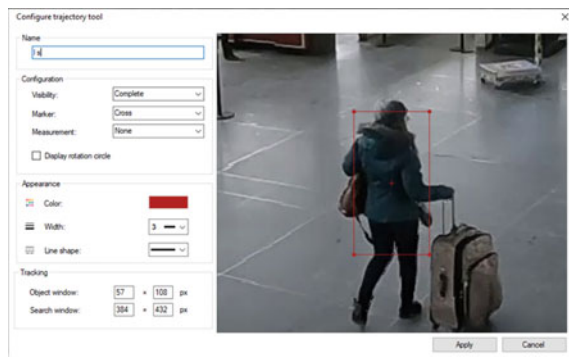 Configure trajectory tool
Name
Configuration
Visibility: Complete
Marker: Cross
Measurement: None
Display rotation circle
Appearance
Color:
Width: 3
Line shape:
Tracking
Object window: 57 × 108 px
Search window: 384 × 432 px
Apply Cancel